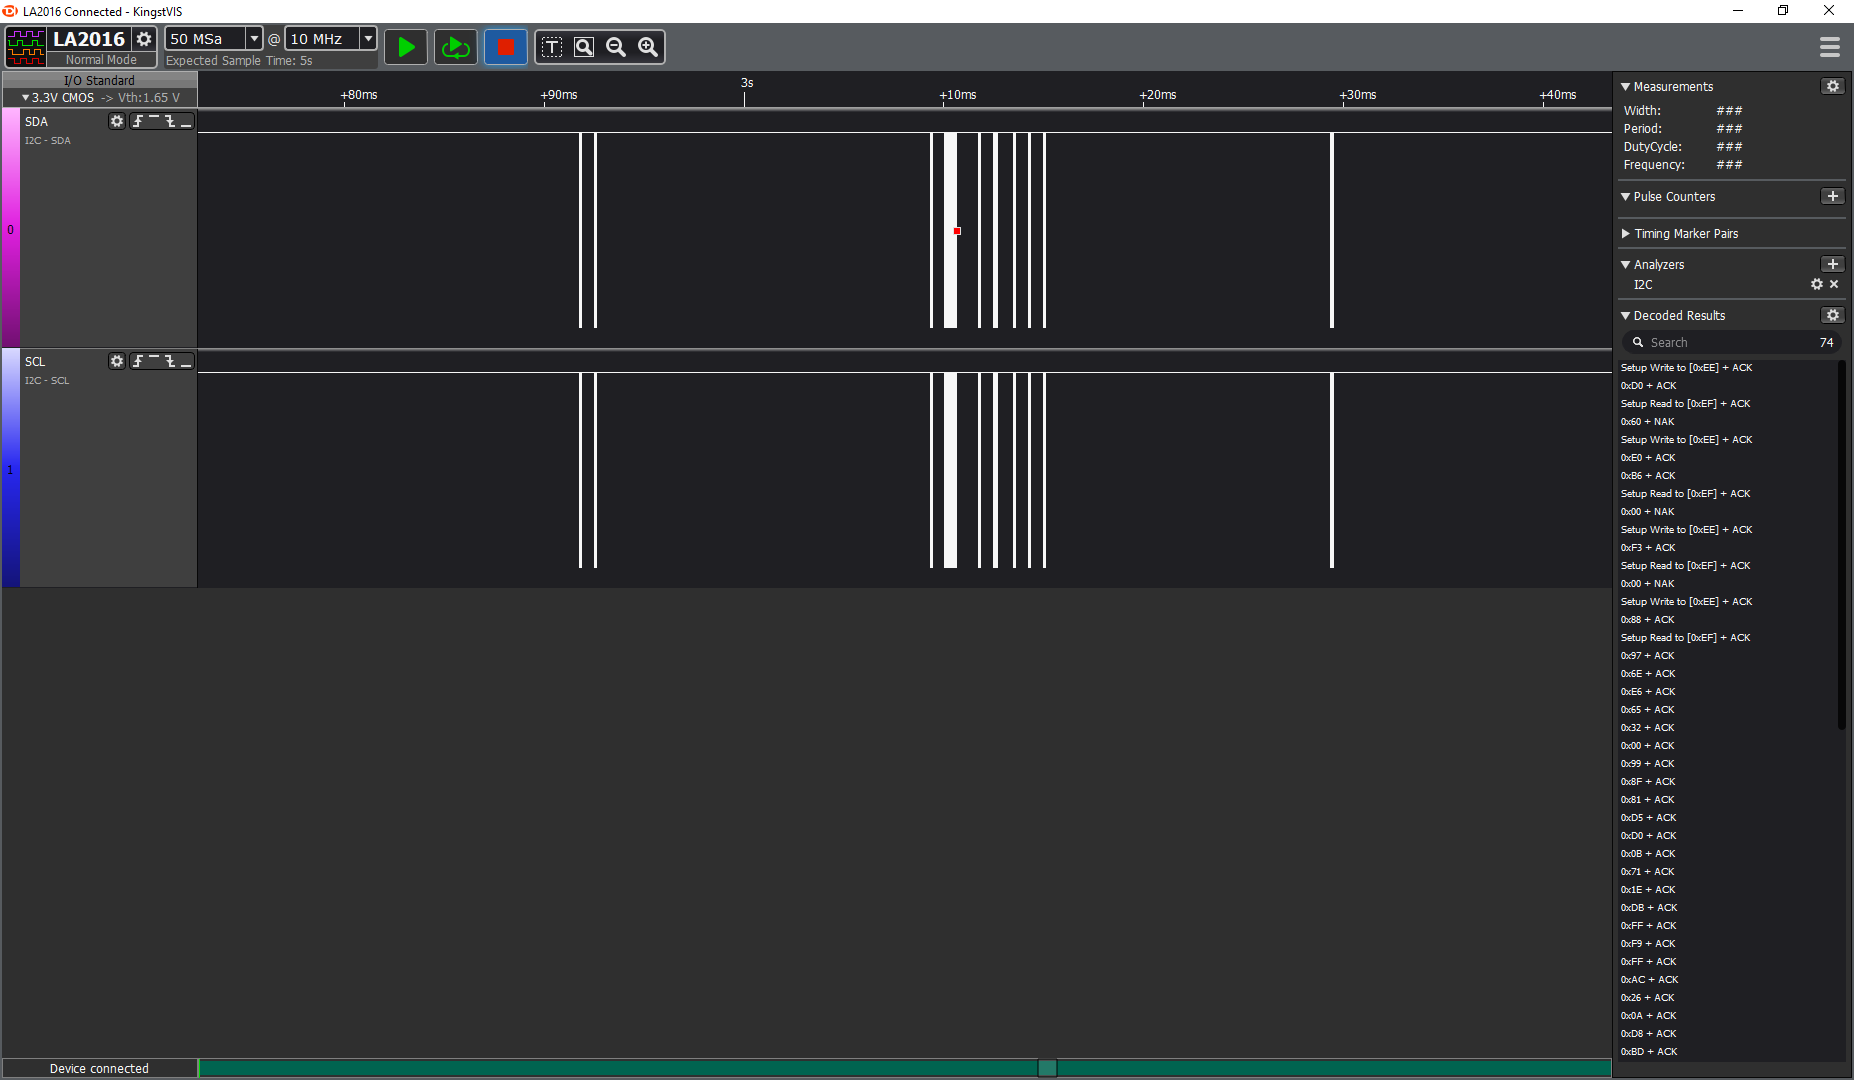 LA2016 Connected - KingstVIS
LA2016
Normal Mode
50 MSa @ 10 MHz
Expected Sample Time: 5s
T
I/O Standard
3.3V CMOS -> Vth:1.65 V
+80ms +90ms 3s +10ms +20ms +30ms +40ms
SDA
I2C - SDA
0
SCL
I2C - SCL
1
Measurements
Width: ###
Period: ###
DutyCycle: ###
Frequency: ###
Pulse Counters
Timing Marker Pairs
Analyzers
I2C
Decoded Results
Search 74
Setup Write to [0xEE] + ACK
0xD0 + ACK
Setup Read to [0xEF] + ACK
0x60 + NAK
Setup Write to [0xEE] + ACK
0xE0 + ACK
0xB6 + ACK
Setup Read to [0xEF] + ACK
0x00 + NAK
Setup Write to [0xEE] + ACK
0xF3 + ACK
Setup Read to [0xEF] + ACK
0x00 + NAK
Setup Write to [0xEE] + ACK
0x88 + ACK
Setup Read to [0xEF] + ACK
0x97 + ACK
0x6E + ACK
0xE6 + ACK
0x65 + ACK
0x32 + ACK
0x00 + ACK
0x99 + ACK
0x8F + ACK
0x81 + ACK
0xD5 + ACK
0xD0 + ACK
0x0B + ACK
0x71 + ACK
0x1E + ACK
0xDB + ACK
0xFF + ACK
0xF9 + ACK
0xFF + ACK
0xAC + ACK
0x26 + ACK
0x0A + ACK
0xD8 + ACK
0xBD + ACK
Device connected